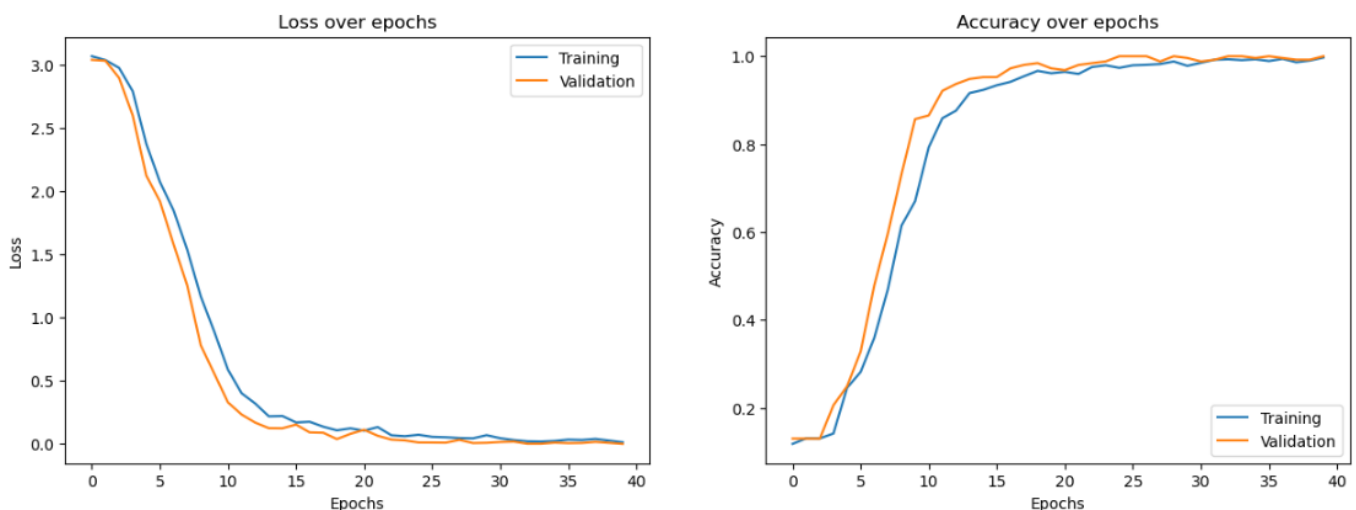 Loss over epochs
Training
Validation
3.0
2.5
2.0
1.5
1.0
0.5
0.0
Loss
0 5 10 15 20 25 30 35 40
Epochs
Accuracy over epochs
1.0
0.8
0.6
0.4
0.2
Accuracy
Training
Validation
0 5 10 15 20 25 30 35 40
Epochs